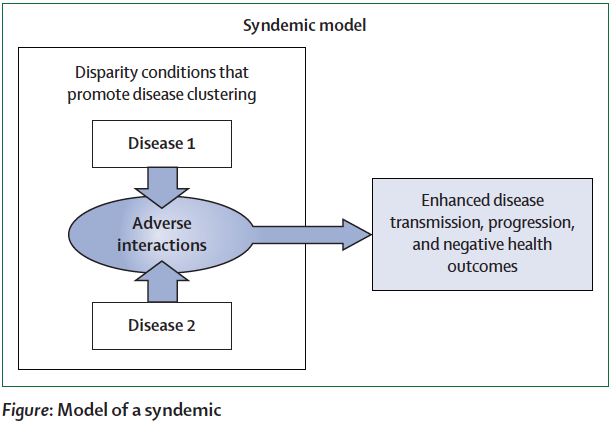 Syndemic model
Disparity conditions that
promote disease clustering
Disease 1
Adverse
interactions
Disease 2
Enhanced disease
transmission, progression,
and negative health
outcomes
Figure: Model of a syndemic